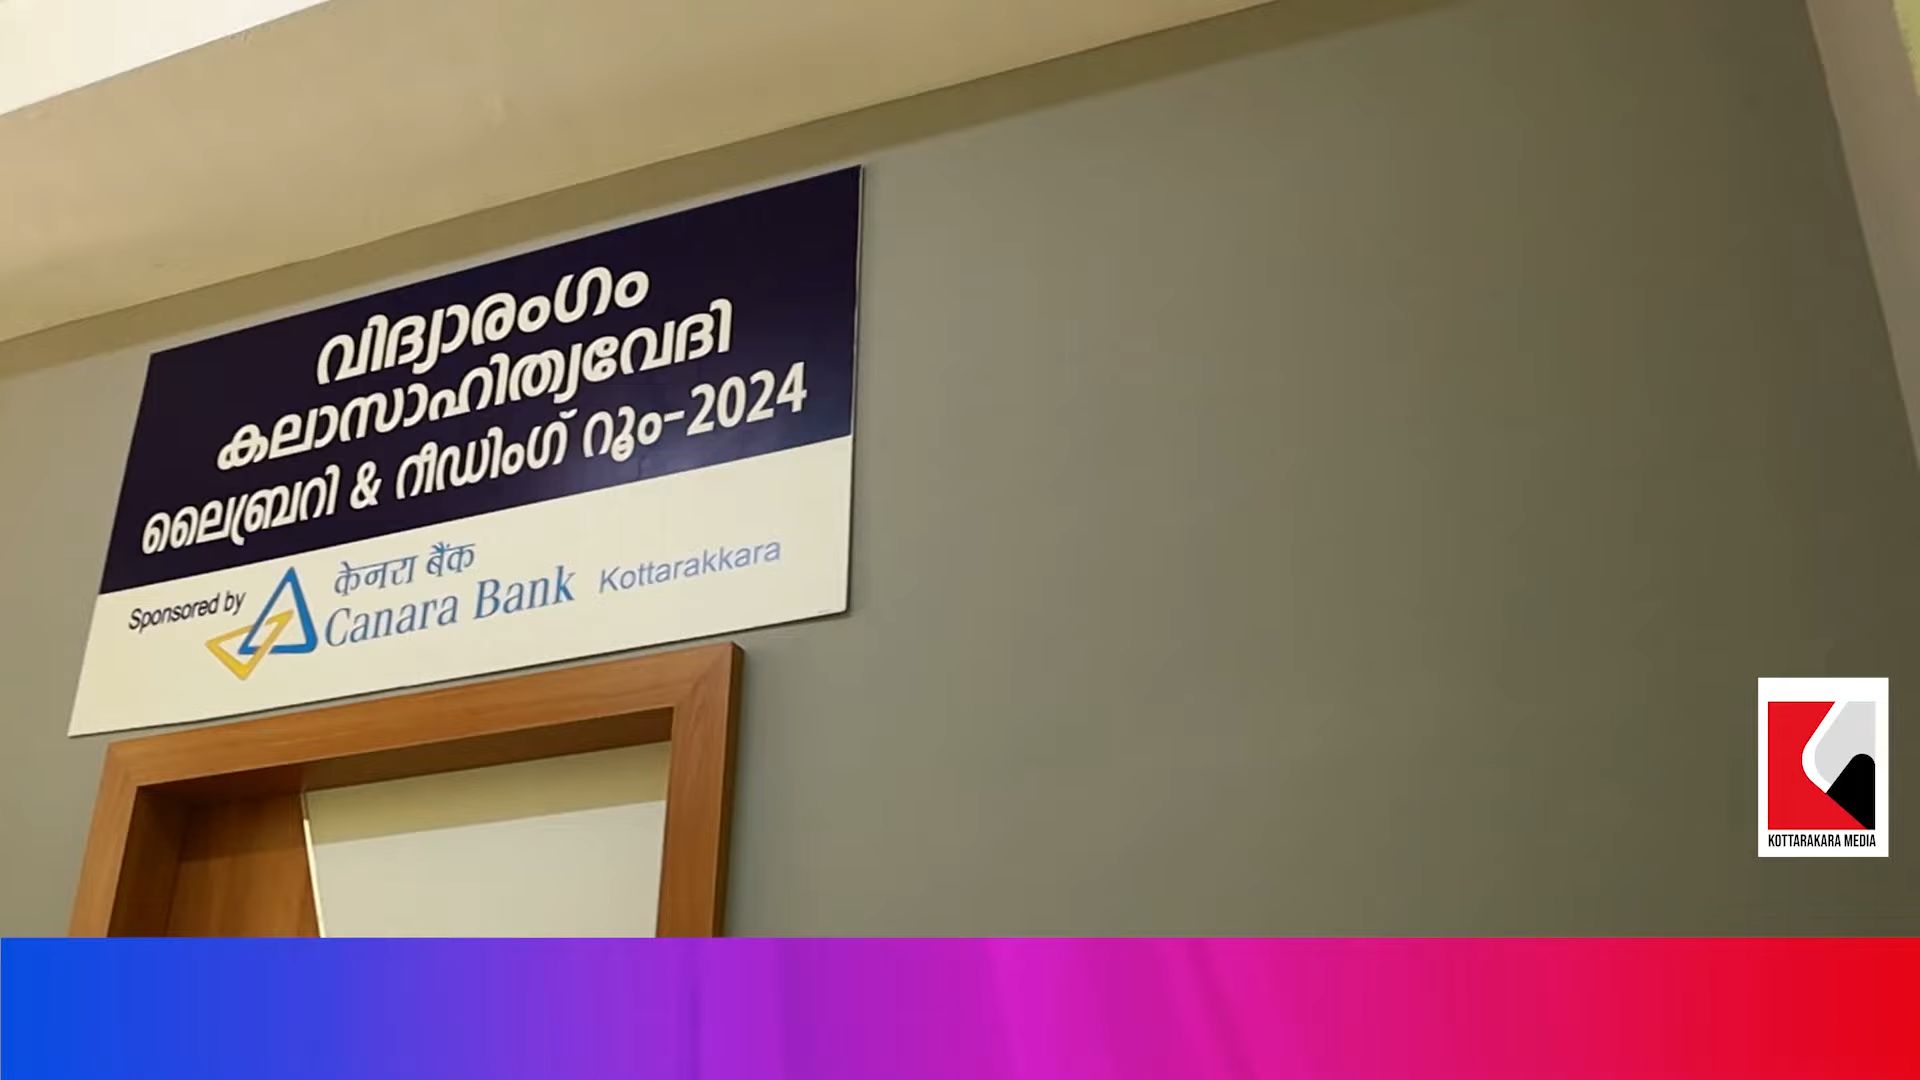 വിദ്യാരംഗം
കലാസാഹിത്യവേദി
ലൈബ്രറി & റീഡിംഗ് റൂം-2024
Sponsored by
केनरा बैंक
Canara Bank Kottarakkara
KOTTARAKARA MEDIA